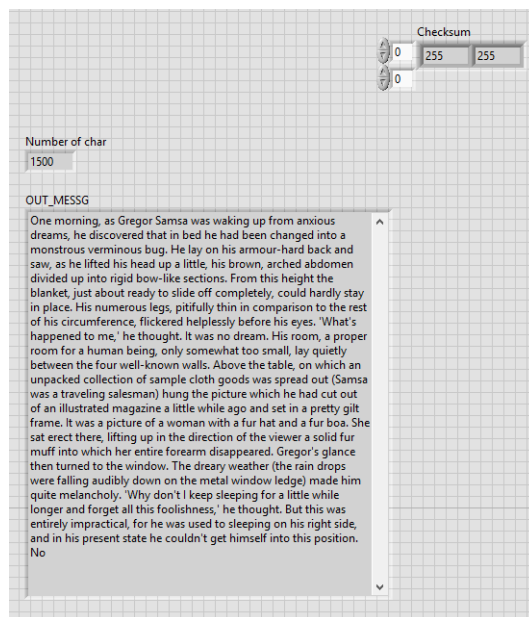 Checksum
0 255 255
0
Number of char
1500
OUT_MESSG
One morning, as Gregor Samsa was waking up from anxious
dreams, he discovered that in bed he had been changed into a
monstrous verminous bug. He lay on his armour-hard back and
saw, as he lifted his head up a little, his brown, arched abdomen
divided up into rigid bow-like sections. From this height the
blanket, just about ready to slide off completely, could hardly stay
in place. His numerous legs, pitifully thin in comparison to the rest
of his circumference, flickered helplessly before his eyes. 'What's
happened to me,' he thought. It was no dream. His room, a proper
room for a human being, only somewhat too small, lay quietly
between the four well-known walls. Above the table, on which an
unpacked collection of sample cloth goods was spread out (Samsa
was a traveling salesman) hung the picture which he had cut out
of an illustrated magazine a little while ago and set in a pretty gilt
frame. It was a picture of a woman with a fur hat and a fur boa. She
sat erect there, lifting up in the direction of the viewer a solid fur
muff into which her entire forearm disappeared. Gregor's glance
then turned to the window. The dreary weather (the rain drops
were falling audibly down on the metal window ledge) made him
quite melancholy. 'Why don't I keep sleeping for a little while
longer and forget all this foolishness,' he thought. But this was
entirely impractical, for he was used to sleeping on his right side,
and in his present state he couldn't get himself into this position.
No